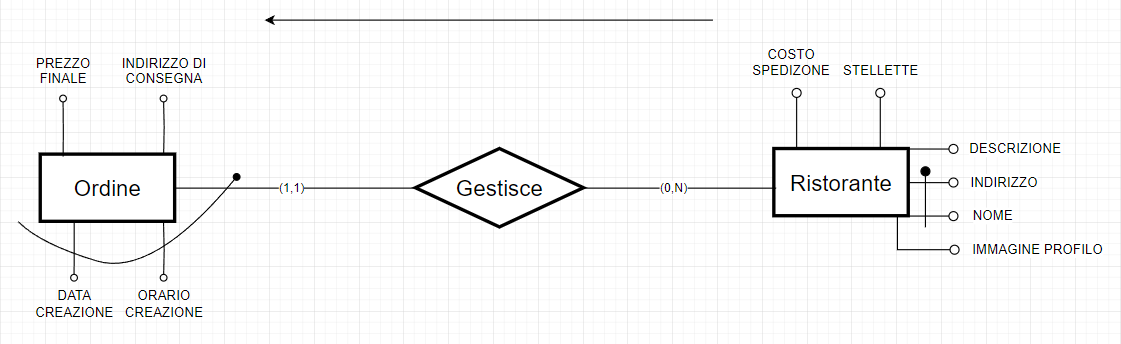 PREZZO
FINALE
INDIRIZZO DI
CONSEGNA
COSTO
SPEDIZONE
STELLETTE
Ordine
(1,1)
Gestisce
(0,N)
Ristorante
DESCRIZIONE
INDIRIZZO
NOME
IMMAGINE PROFILO
DATA
CREAZIONE
ORARIO
CREAZIONE